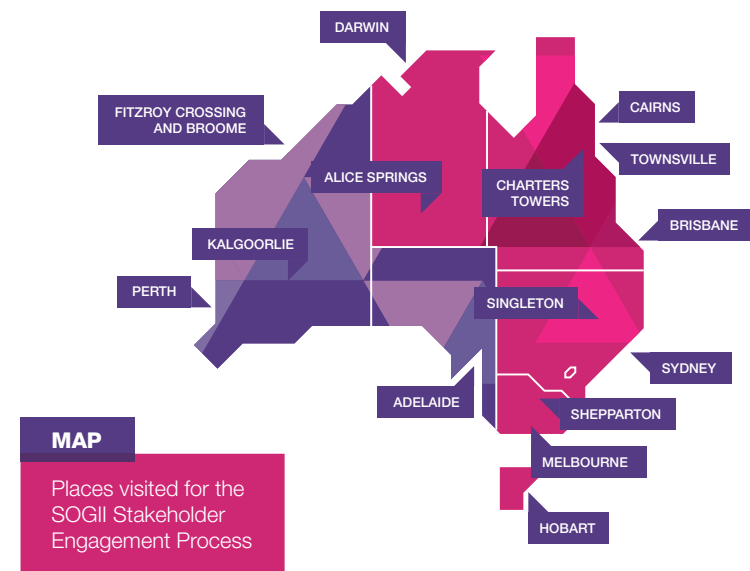 DARWIN
FITZROY CROSSING
AND BROOME
CAIRNS
TOWNSVILLE
ALICE SPRINGS
CHARTERS
TOWERS
BRISBANE
KALGOORLIE
PERTH
SINGLETON
SYDNEY
ADELAIDE
SHEPPARTON
MELBOURNE
HOBART
MAP
Places visited for the
SOGII Stakeholder
Engagement Process